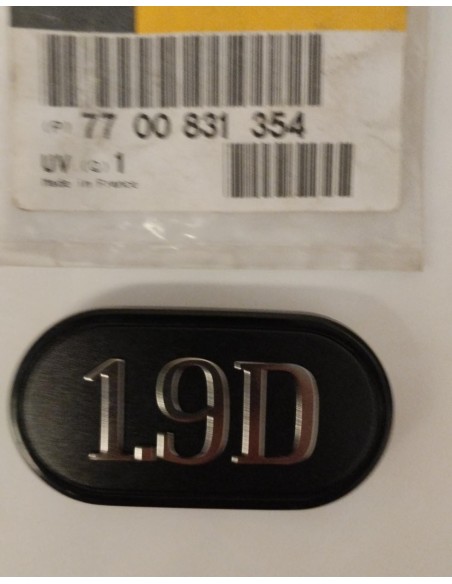 (P) 77 00 831 354
UV (Q) 1
Made in France
1.9D